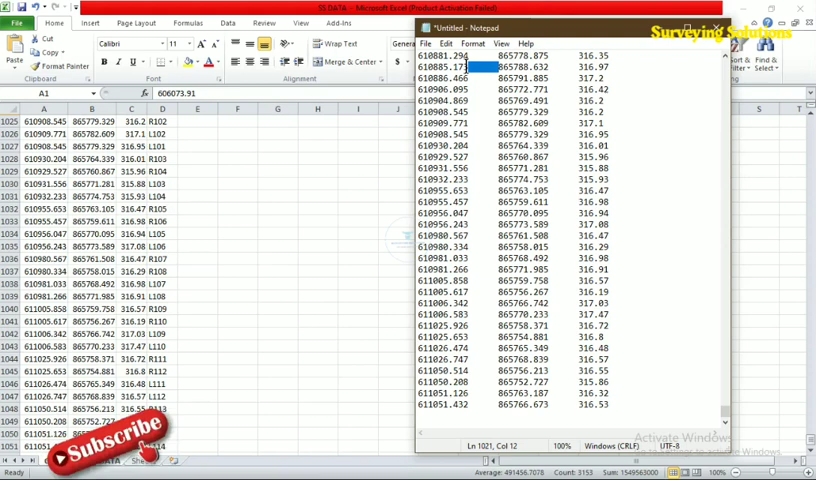 SS DATA - Microsoft Excel (Product Activation Failed)
File Home Insert Page Layout Formulas Data Review View Add-Ins
Cut
Copy
Paste
Calibri 11 Wrap Text
Sort & Find &
Filter Select
Surveying Solutions
A1 606073.91
A B C D E F G H I J S T
1025 610908.545 865779.329 316.2 R102
1026 610909.771 865782.609 317.1 L102
1027 610908.545 865779.329 316.95 L101
1028 610930.204 865764.339 316.01 R103
1029 610929.527 865760.867 315.96 R104
1030 610931.556 865771.281 315.88 L103
1031 610932.233 865774.753 315.93 L104
1032 610955.653 865763.105 316.47 R105
1033 610955.457 865759.611 316.98 R106
1034 610956.047 865770.095 316.94 L105
1035 610956.243 865773.589 317.08 L106
1036 610980.567 865761.508 316.47 R107
1037 610980.334 865758.015 316.29 R108
1038 610981.033 865768.492 316.98 L107
1039 610981.266 865771.985 316.91 L108
1040 611005.858 865759.758 316.57 R109
1041 611005.617 865756.267 316.19 R110
1042 611006.342 865766.742 317.03 L109
1043 611006.583 865770.233 317.47 L110
1044 611025.926 865758.371 316.72 R111
1045 611025.653 865754.881 316.8 R112
1046 611026.474 865765.349 316.48 L111
1047 611026.747 865768.839 316.57 L112
1048 611050.514 865756.213 316.55 R113
1049 611050.208 865752.727
1050 611051.126
1051 611051
Subscribe
Ready Average: 491456.7078 Count: 3153 Sum: 1549563000 100%
*Untitled - Notepad
File Edit Format View Help
610881.294 865778.875 316.35
610885.173 865788.632 316.97
610886.466 865791.885 317.2
610906.095 865772.771 316.42
610904.869 865769.491 316.2
610908.545 865779.329 316.2
610909.771 865782.609 317.1
610908.545 865779.329 316.95
610930.204 865764.339 316.01
610929.527 865760.867 315.96
610931.556 865771.281 315.88
610932.233 865774.753 315.93
610955.653 865763.105 316.47
610955.457 865759.611 316.98
610956.047 865770.095 316.94
610956.243 865773.589 317.08
610980.567 865761.508 316.47
610980.334 865758.015 316.29
610981.033 865768.492 316.98
610981.266 865771.985 316.91
611005.858 865759.758 316.57
611005.617 865756.267 316.19
611006.342 865766.742 317.03
611006.583 865770.233 317.47
611025.926 865758.371 316.72
611025.653 865754.881 316.8
611026.474 865765.349 316.48
611026.747 865768.839 316.57
611050.514 865756.213 316.55
611050.208 865752.727 315.86
611051.126 865763.187 316.32
611051.432 865766.673 316.53
Activate Windows
Ln 1021, Col 12 100% Windows (CRLF) UTF-8